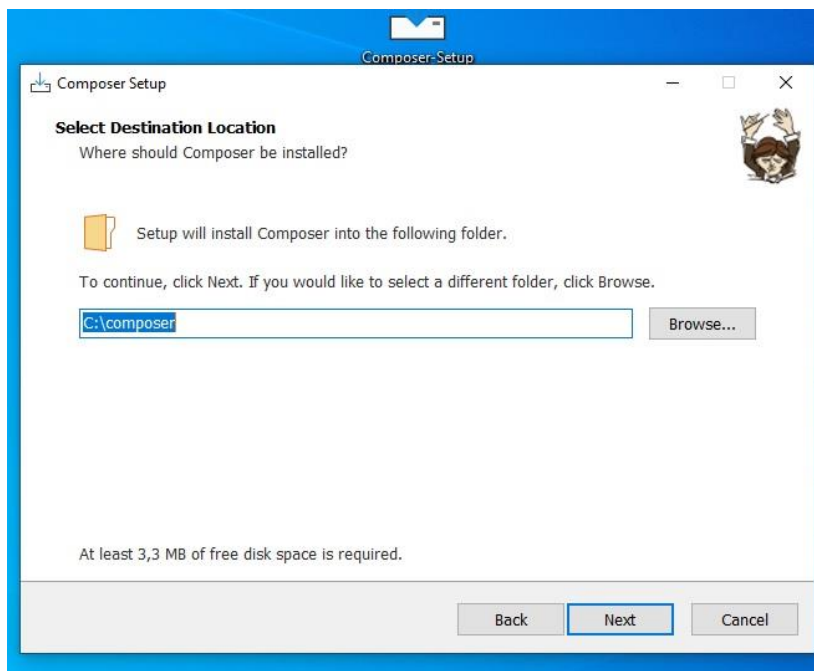 Composer-Setup
Composer Setup
Select Destination Location
Where should Composer be installed?
Setup will install Composer into the following folder.
To continue, click Next. If you would like to select a different folder, click Browse.
C:\composer
Browse...
At least 3,3 MB of free disk space is required.
Back
Next
Cancel